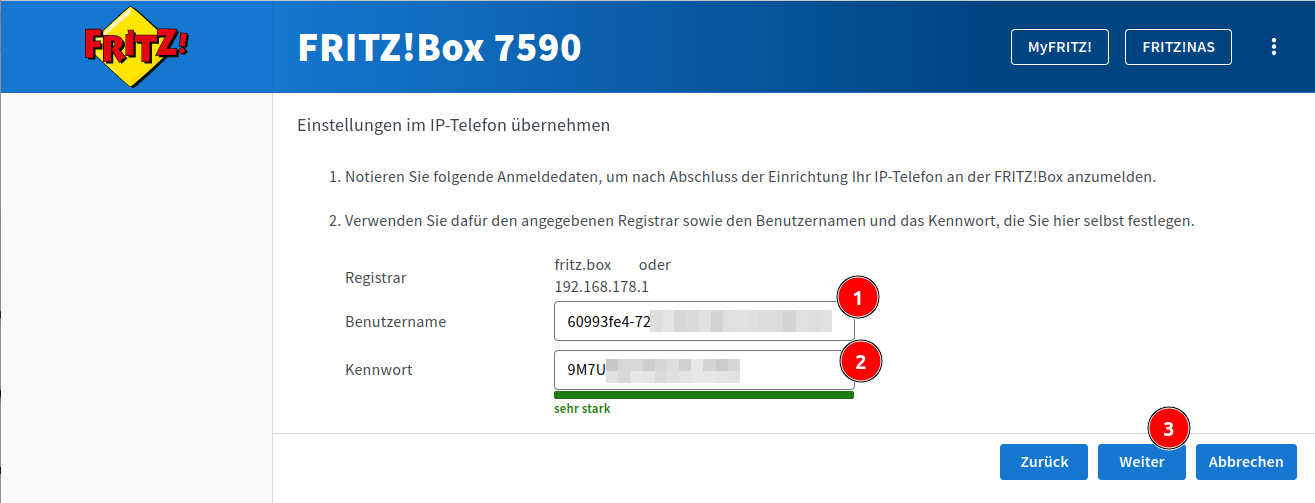 FRITZ!
FRITZ!Box 7590
MyFRITZ!
FRITZ!NAS
Einstellungen im IP-Telefon übernehmen
1. Notieren Sie folgende Anmeldedaten, um nach Abschluss der Einrichtung Ihr IP-Telefon an der FRITZ!Box anzumelden.
2. Verwenden Sie dafür den angegebenen Registrar sowie den Benutzernamen und das Kennwort, die Sie hier selbst festlegen.
Registrar
fritz.box oder
192.168.178.1
1
Benutzername
60993fe4-72
2
Kennwort
9M7U
sehr stark
3
Zurück
Weiter
Abbrechen